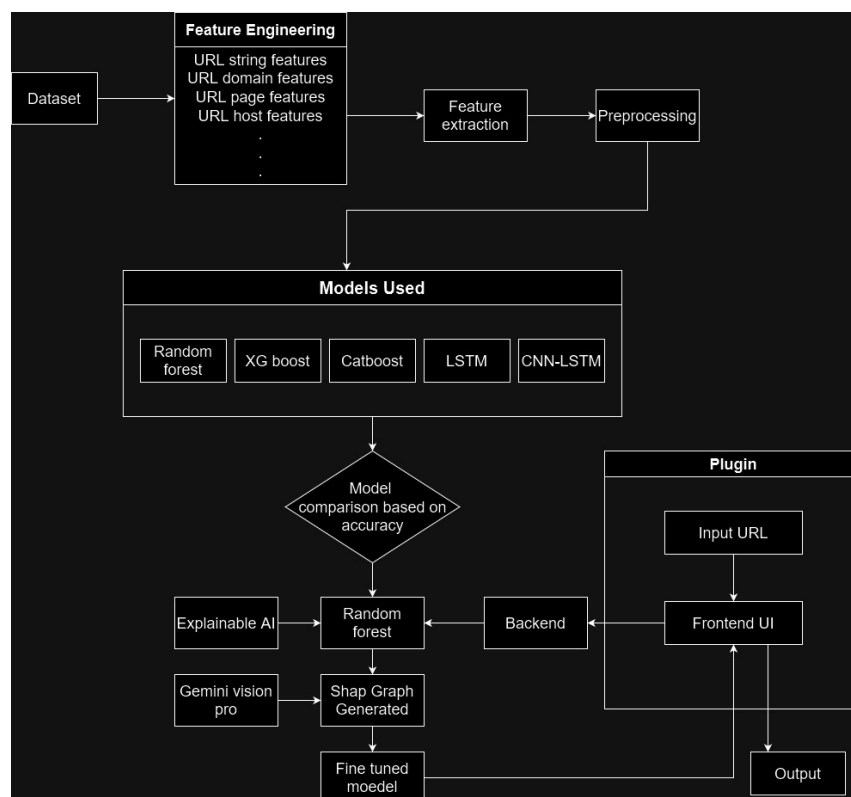 Feature Engineering
URL string features
URL domain features
URL page features
URL host features
.
.
.
Dataset
Feature
extraction
Preprocessing
Models Used
Random
forest
XG boost
Catboost
LSTM
CNN-LSTM
Model
comparison based on
accuracy
Plugin
Input URL
Explainable AI
Random
forest
Backend
Frontend UI
Gemini vision
pro
Shap Graph
Generated
Fine tuned
moedel
Output